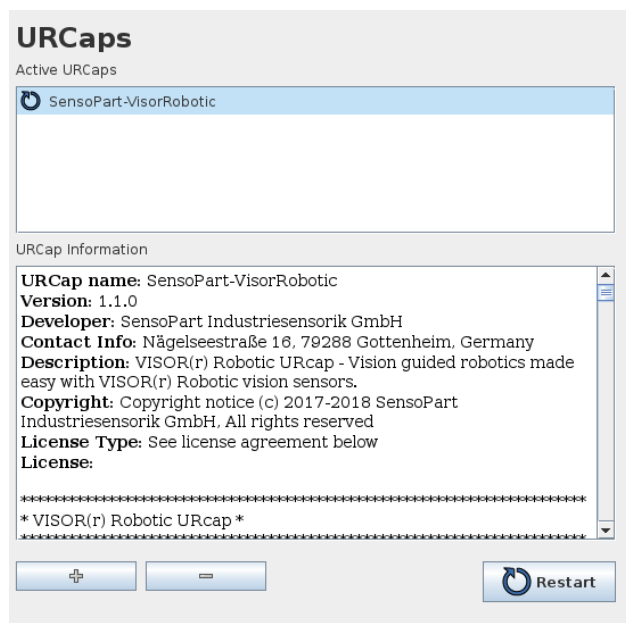 URCaps
Active URCaps
SensoPart-VisorRobotic
URCap Information
URCap name: SensoPart-VisorRobotic
Version: 1.1.0
Developer: SensoPart Industriesensorik GmbH
Contact Info: Nägelseestraße 16, 79288 Gottenheim, Germany
Description: VISOR(r) Robotic URcap - Vision guided robotics made
easy with VISOR(r) Robotic vision sensors.
Copyright: Copyright notice (c) 2017-2018 SensoPart
Industriesensorik GmbH, All rights reserved
License Type: See license agreement below
License:
***********************************************************************
* VISOR(r) Robotic URcap *
***********************************************************************
Restart